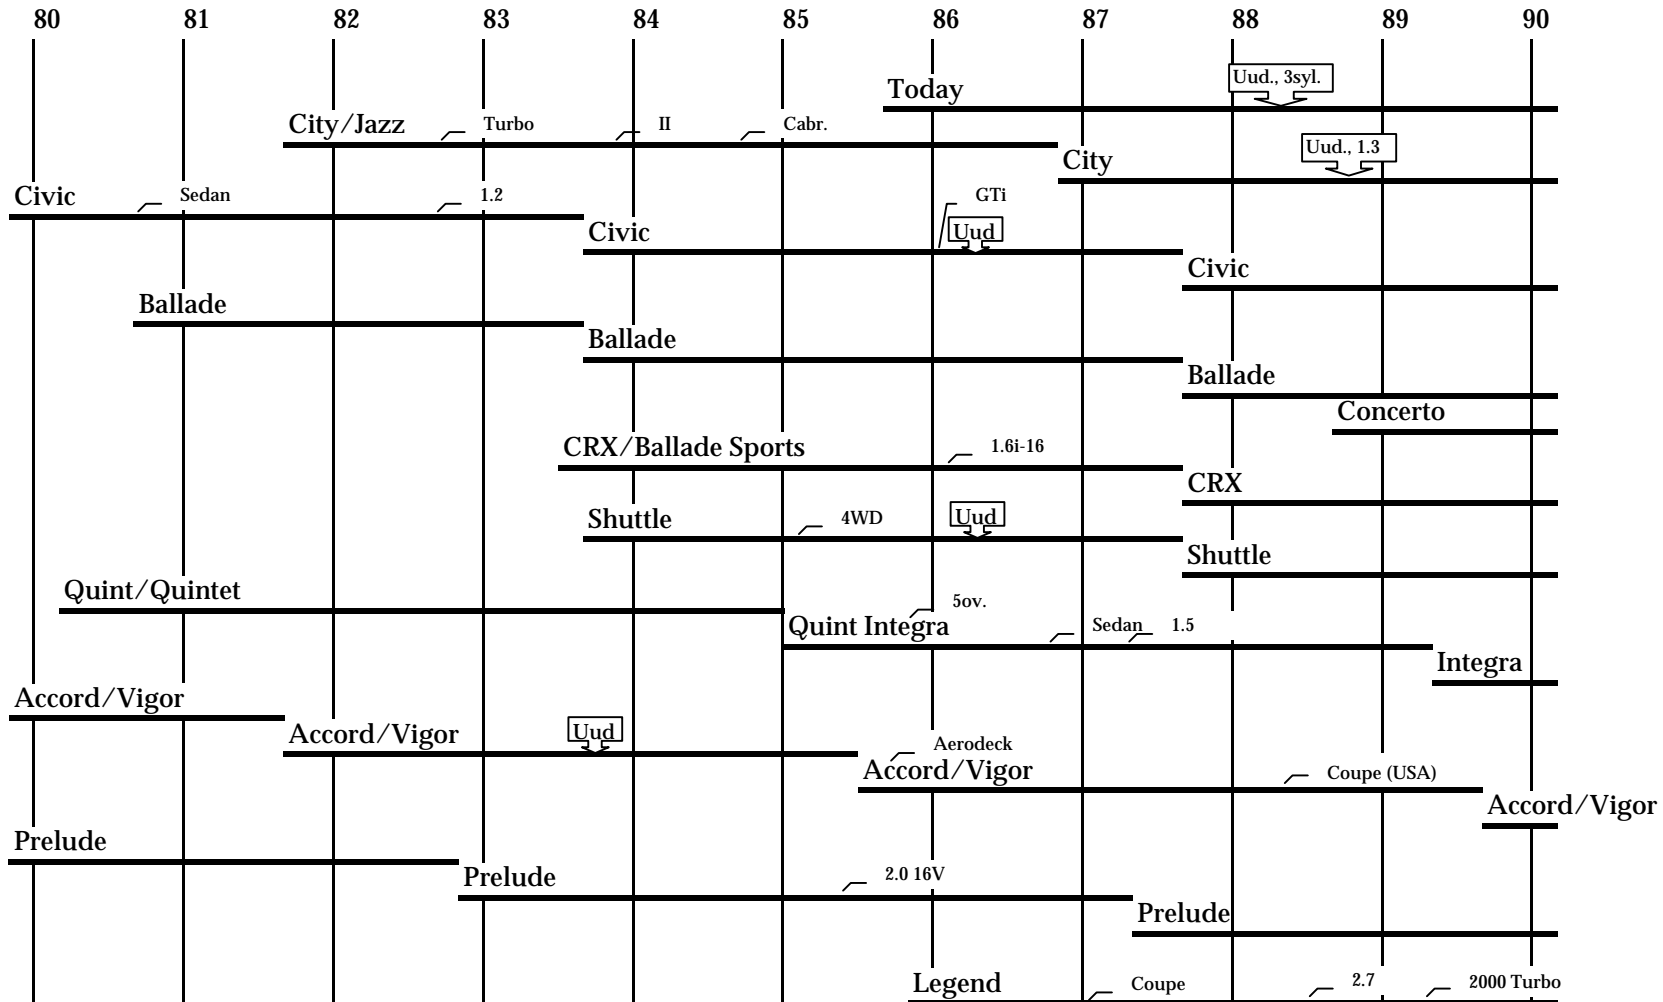 80 81 82 83 84 85 86 87 88 89 90
Uud., 3syl.
Today
City/Jazz Turbo II Cabr.
Uud., 1.3
City
Civic Sedan 1.2 GTi
Civic Uud
Civic
Ballade
Ballade
Ballade
Concerto
CRX/Ballade Sports 1.6i-16
CRX
Shuttle 4WD Uud
Shuttle
Quint/Quintet 5ov.
Quint Integra Sedan 1.5
Integra
Accord/Vigor
Accord/Vigor Uud Aerodeck
Accord/Vigor Coupe (USA)
Accord/Vigor
Prelude
Prelude 2.0 16V
Prelude
Legend Coupe 2.7 2000 Turbo